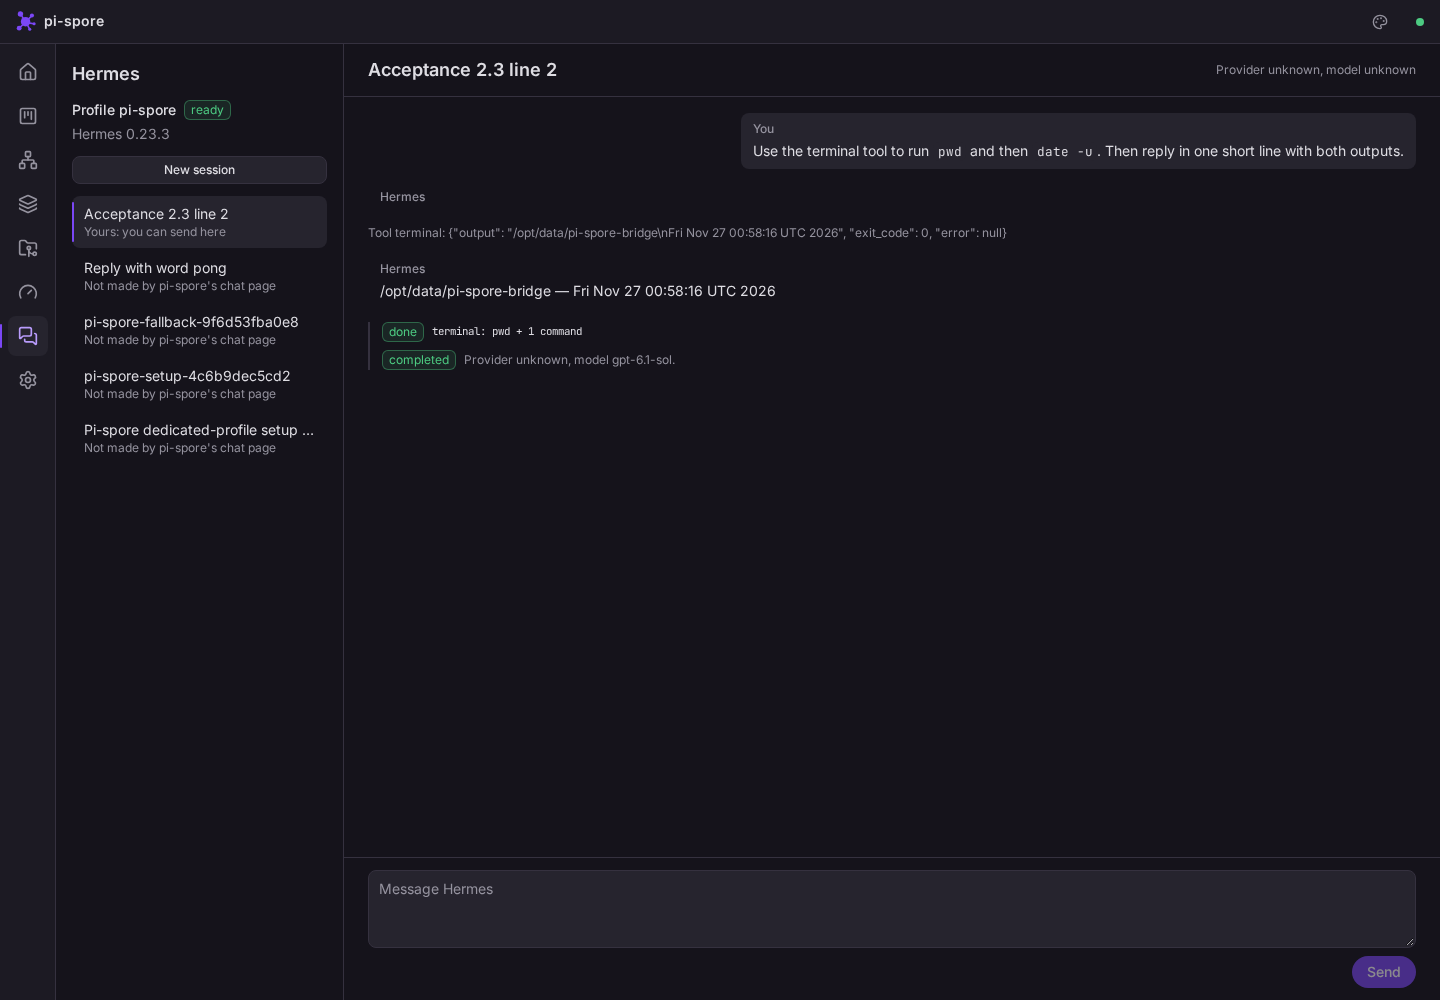 pi-spore
Hermes
Profile pi-spore ready
Hermes 0.23.3
New session
Acceptance 2.3 line 2
Yours: you can send here
Reply with word pong
Not made by pi-spore's chat page
pi-spore-fallback-9f6d53fba0e8
Not made by pi-spore's chat page
pi-spore-setup-4c6b9dec5cd2
Not made by pi-spore's chat page
Pi-spore dedicated-profile setup ...
Not made by pi-spore's chat page
Acceptance 2.3 line 2
Provider unknown, model unknown
You
Use the terminal tool to run pwd and then date -u. Then reply in one short line with both outputs.
Hermes
Tool terminal: {"output": "/opt/data/pi-spore-bridge\nFri Nov 27 00:58:16 UTC 2026", "exit_code": 0, "error": null}
Hermes
/opt/data/pi-spore-bridge — Fri Nov 27 00:58:16 UTC 2026
done terminal: pwd + 1 command
completed Provider unknown, model gpt-6.1-sol.
Message Hermes
Send